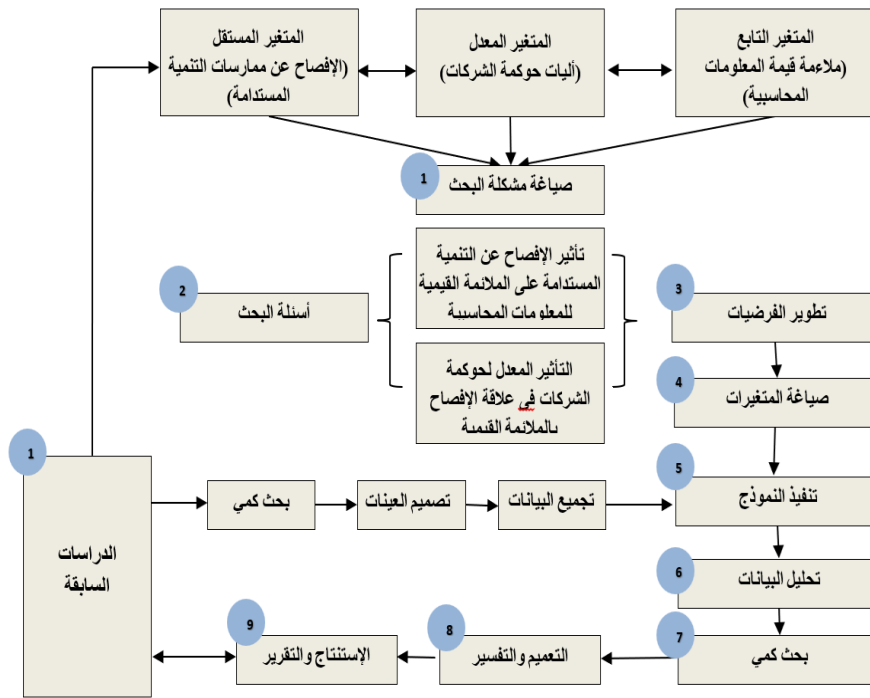 المتغير المستقل
(الإفصاح عن ممارسات التنمية
المستدامة)
المتغير المعدل
(أليات حوكمة الشركات)
المتغير التابع
(ملاءمة قيمة المعلومات
المحاسبية)
1
صياغة مشكلة البحث
2
أسئلة البحث
تأثير الإفصاح عن التنمية
المستدامة على الملائمة القيمية
للمعلومات المحاسبية
التأثير المعدل لحوكمة
الشركات في علاقة الإفصاح
بالملائمة القيمية
3
تطوير الفرضيات
4
صياغة المتغيرات
1
الدراسات
السابقة
بحث كمي
تصميم العينات
تجميع البيانات
5
تنفيذ النموذج
6
تحليل البيانات
7
بحث كمي
8
التعميم والتفسير
9
الإستنتاج والتقرير